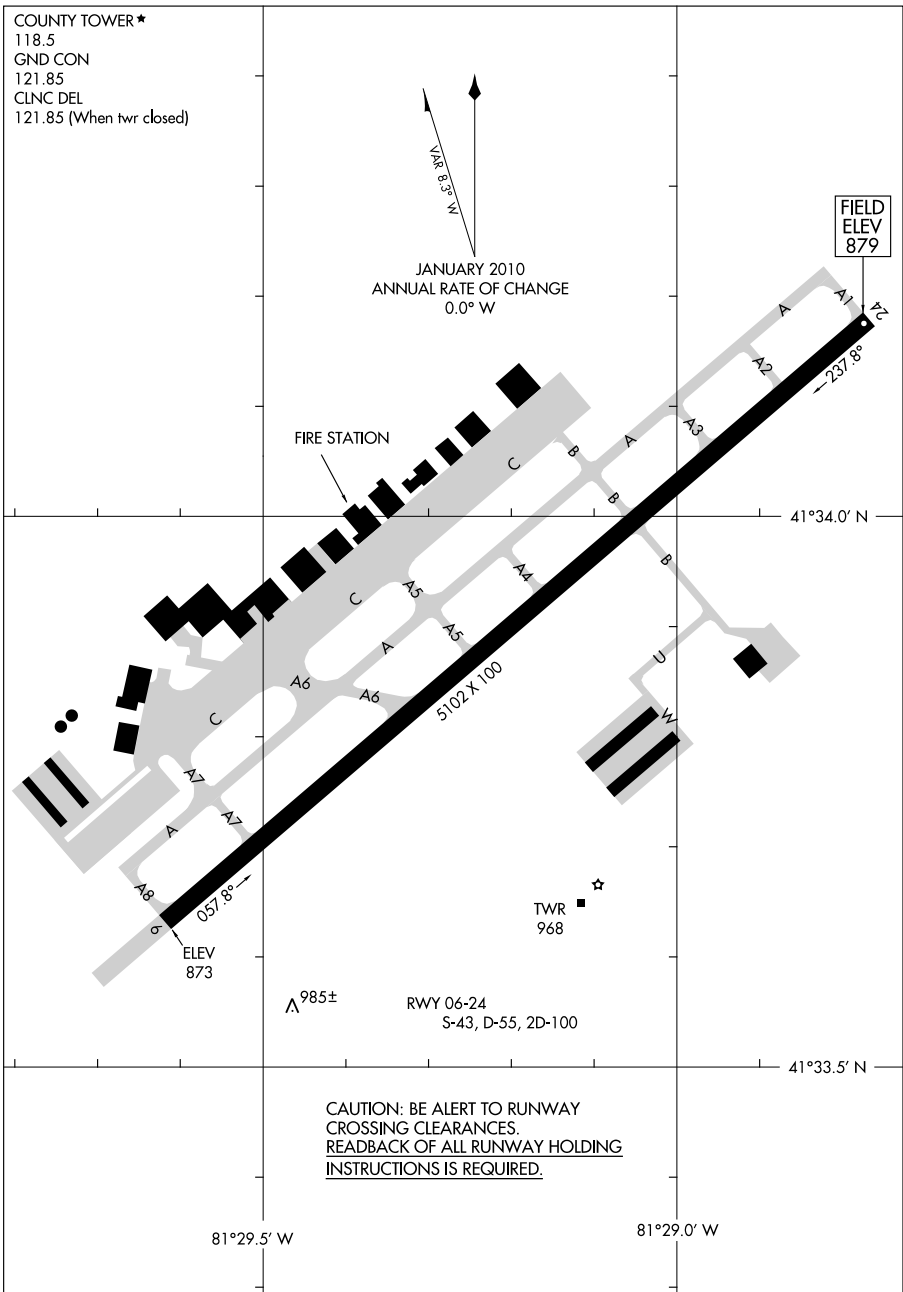 COUNTY TOWER★
118.5
GND CON
121.85
CLNC DEL
121.85 (When twr closed)
VAR 8.3° W
JANUARY 2010
ANNUAL RATE OF CHANGE
0.0° W
FIELD
ELEV
879
A1
24
A
A2
237.8°
A3
A
FIRE STATION
C
B
B
41°34.0' N
B
A4
A5
C
A5
A
U
A6
A6
5102 X 100
C
W
A7
A7
A
A8
057.8°
6
ELEV
873
TWR
968
985±
RWY 06-24
S-43, D-55, 2D-100
41°33.5' N
CAUTION: BE ALERT TO RUNWAY
CROSSING CLEARANCES.
READBACK OF ALL RUNWAY HOLDING
INSTRUCTIONS IS REQUIRED.
81°29.5' W
81°29.0' W